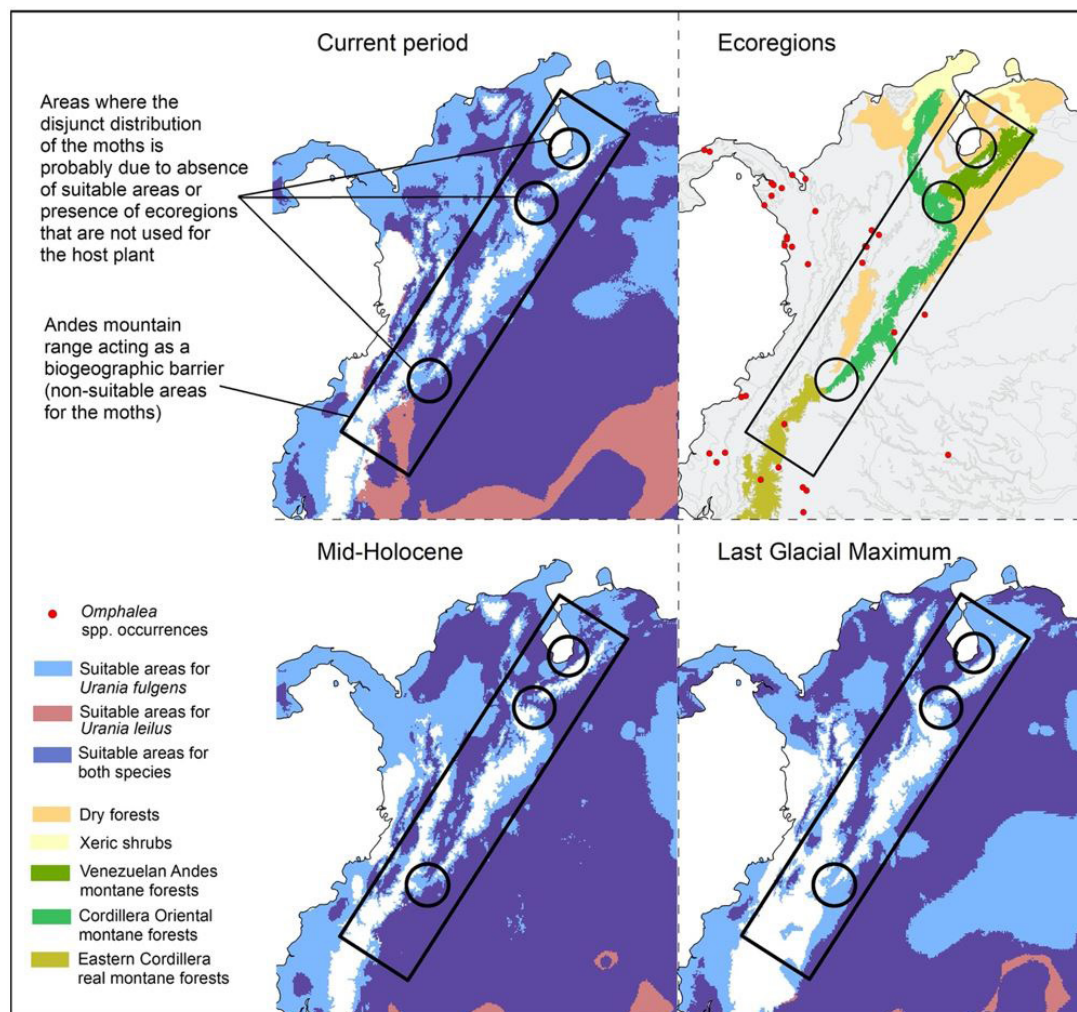 Current period
Ecoregions
Areas where the
disjunct distribution
of the moths is
probably due to absence
of suitable areas or
presence of ecoregions
that are not used for
the host plant
Andes mountain
range acting as a
biogeographic barrier
(non-suitable areas
for the moths)
Mid-Holocene
Last Glacial Maximum
Omphalea
spp. occurrences
Suitable areas for
Urania fulgens
Suitable areas for
Urania leilus
Suitable areas for
both species
Dry forests
Xeric shrubs
Venezuelan Andes
montane forests
Cordillera Oriental
montane forests
Eastern Cordillera
real montane forests